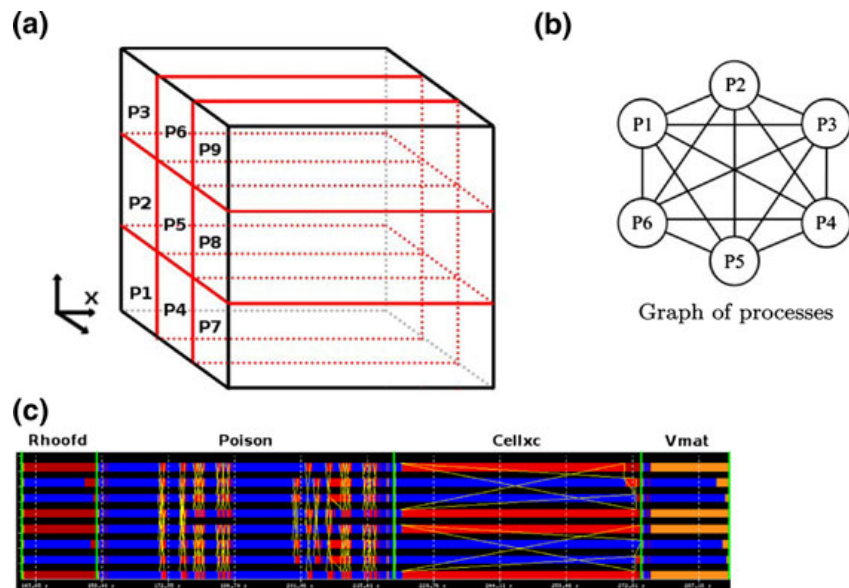 (a)
(b)
P3
P6
P9
P2
P5
P8
P1
P4
P7
X
P2
P1
P3
P6
P4
P5
Graph of processes
(c)
Rhoofd
Poison
Cellxc
Vmat